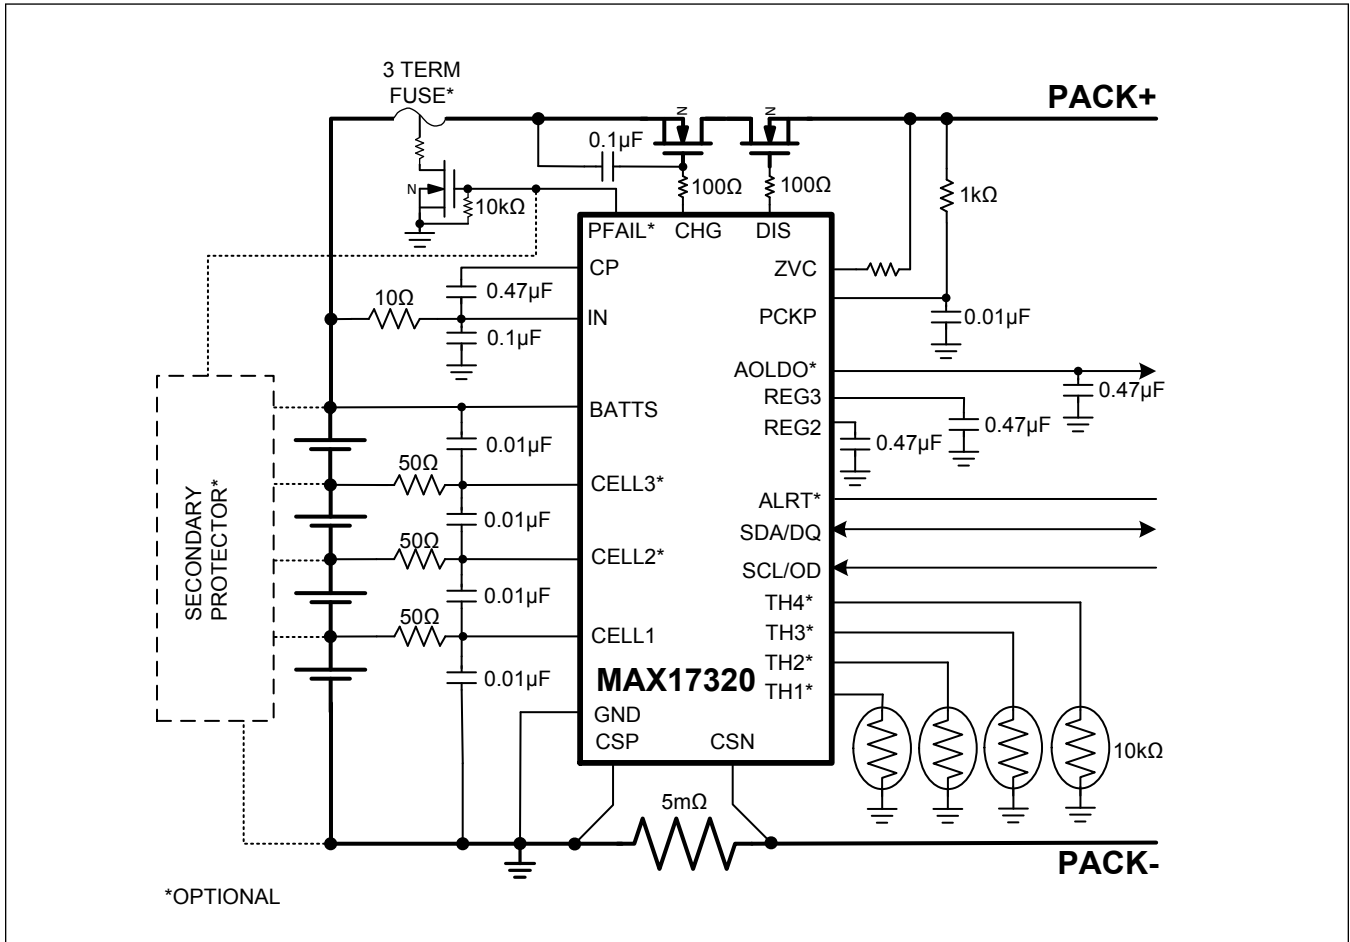 3 TERM
FUSE*
PACK+
0.1µF
N
N
100Ω
100Ω
1kΩ
N
10kΩ
PFAIL*
CHG
DIS
CP
ZVC
0.47µF
10Ω
IN
PCKP
0.01µF
0.1µF
AOLDO*
0.47µF
REG3
BATTS
REG2
0.47µF
0.47µF
0.01µF
50Ω
CELL3*
ALRT*
0.01µF
SDA/DQ
50Ω
CELL2*
SCL/OD
SECONDARY
PROTECTOR*
0.01µF
TH4*
50Ω
CELL1
TH3*
0.01µF
MAX17320
TH2*
TH1*
GND
CSP
CSN
10kΩ
5mΩ
PACK-
*OPTIONAL